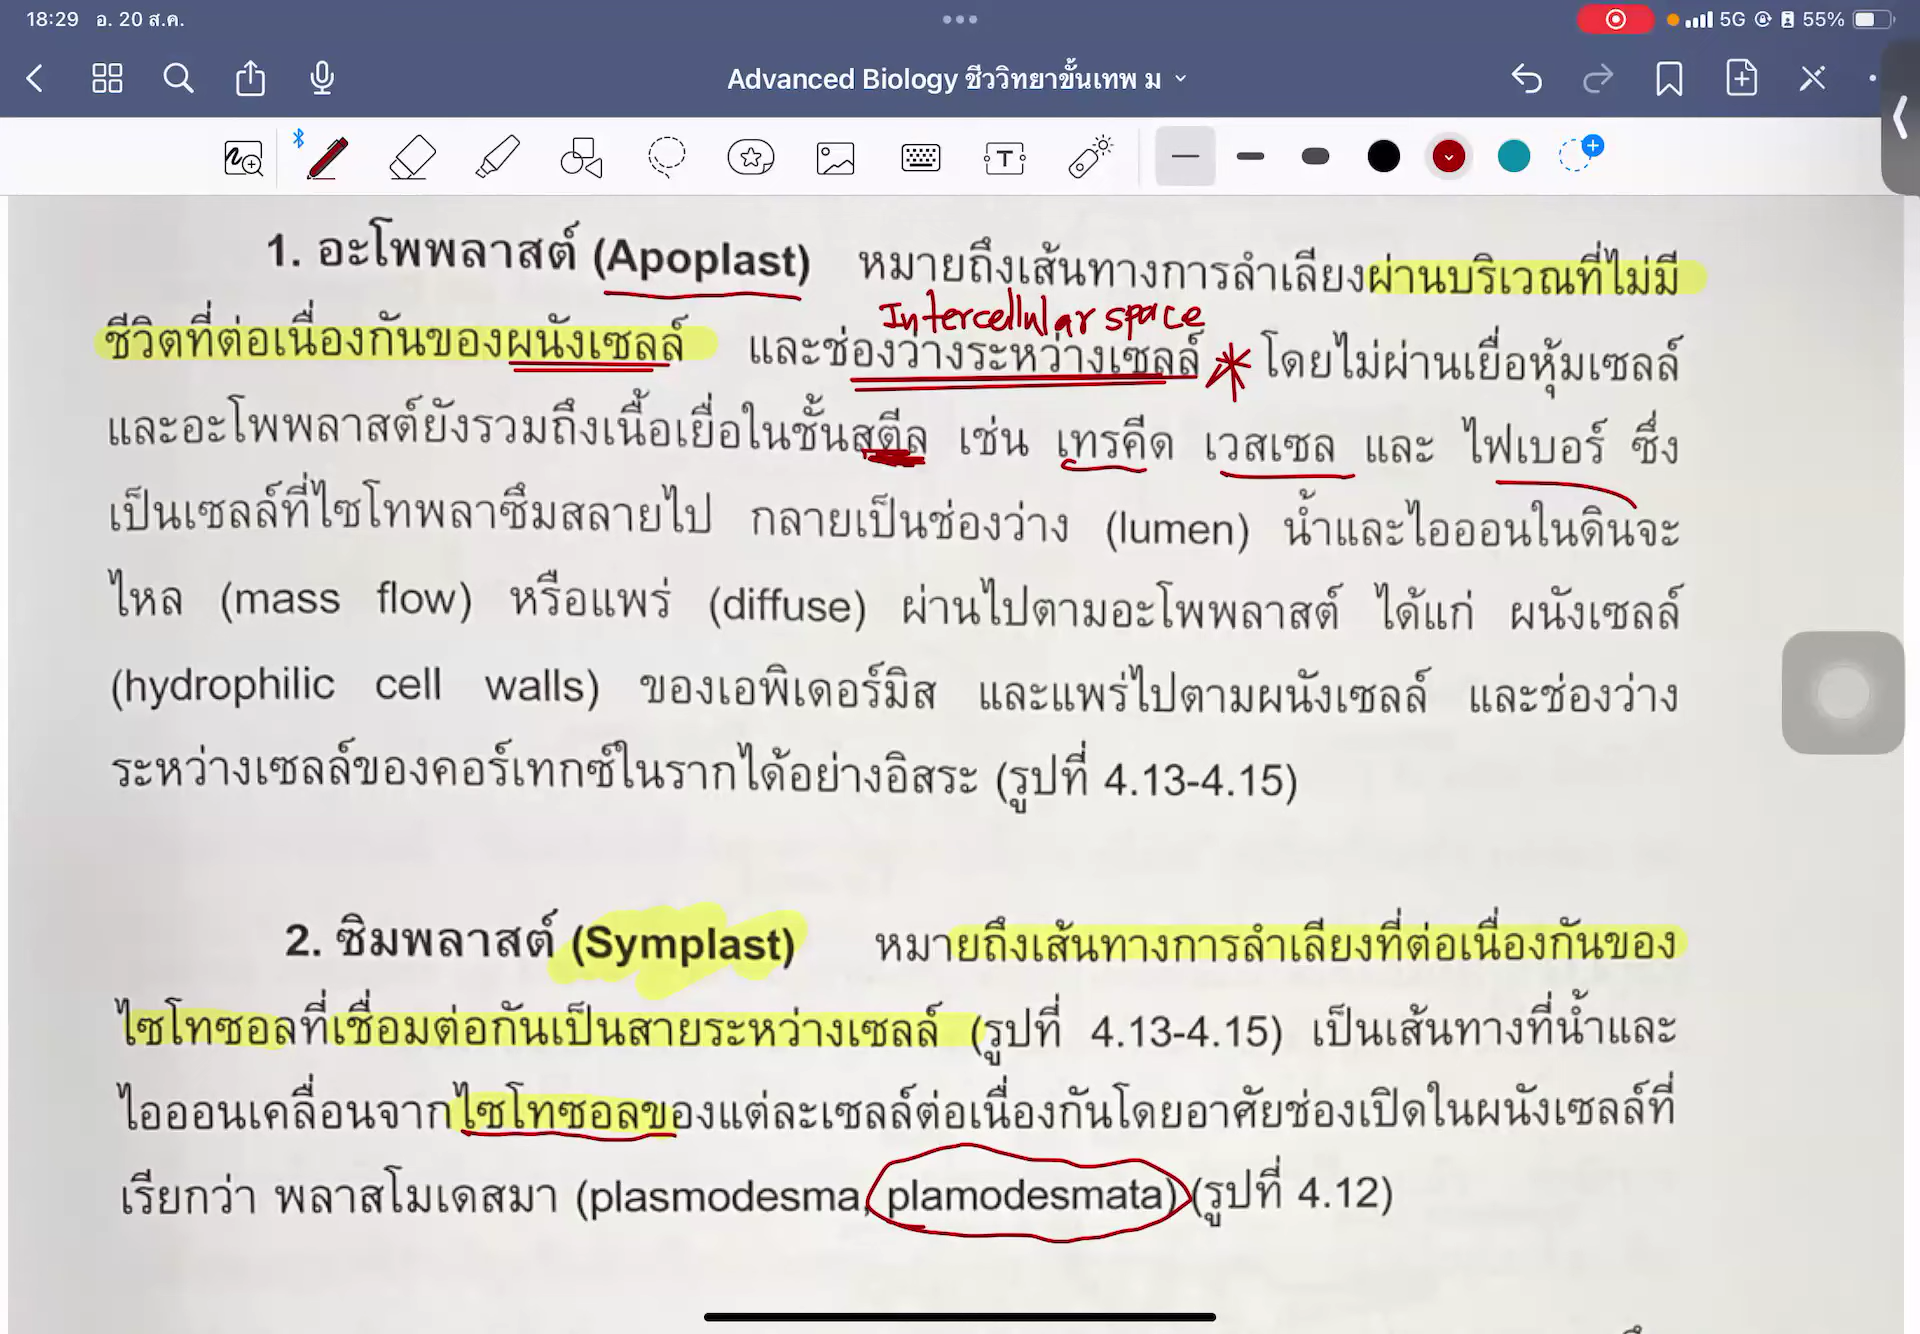 18:29 อ. 20 ส.ค.
5G 55%
Advanced Biology ชีววิทยาขั้นเทพ ม
1. อะโพพลาสต์ (Apoplast) หมายถึงเส้นทางการลำเลียงผ่านบริเวณที่ไม่มี
Intercellular space
ชีวิตที่ต่อเนื่องกันของผนังเซลล์ และช่องว่างระหว่างเซลล์ * โดยไม่ผ่านเยื่อหุ้มเซลล์
และอะโพพลาสต์ยังรวมถึงเนื้อเยื่อในชั้นสตีล เช่น เทรคีด เวสเซล และ ไฟเบอร์ ซึ่ง
เป็นเซลล์ที่ไซโทพลาซึมสลายไป กลายเป็นช่องว่าง (lumen) น้ำและไอออนในดินจะ
ไหล (mass flow) หรือแพร่ (diffuse) ผ่านไปตามอะโพพลาสต์ ได้แก่ ผนังเซลล์
(hydrophilic cell walls) ของเอพิเดอร์มิส และแพร่ไปตามผนังเซลล์ และช่องว่าง
ระหว่างเซลล์ของคอร์เทกซ์ในรากได้อย่างอิสระ (รูปที่ 4.13-4.15)
2. ซิมพลาสต์ (Symplast) หมายถึงเส้นทางการลำเลียงที่ต่อเนื่องกันของ
ไซโทซอลที่เชื่อมต่อกันเป็นสายระหว่างเซลล์ (รูปที่ 4.13-4.15) เป็นเส้นทางที่น้ำและ
ไอออนเคลื่อนจากไซโทซอลของแต่ละเซลล์ต่อเนื่องกันโดยอาศัยช่องเปิดในผนังเซลล์ที่
เรียกว่า พลาสโมเดสมา (plasmodesma, plamodesmata) (รูปที่ 4.12)